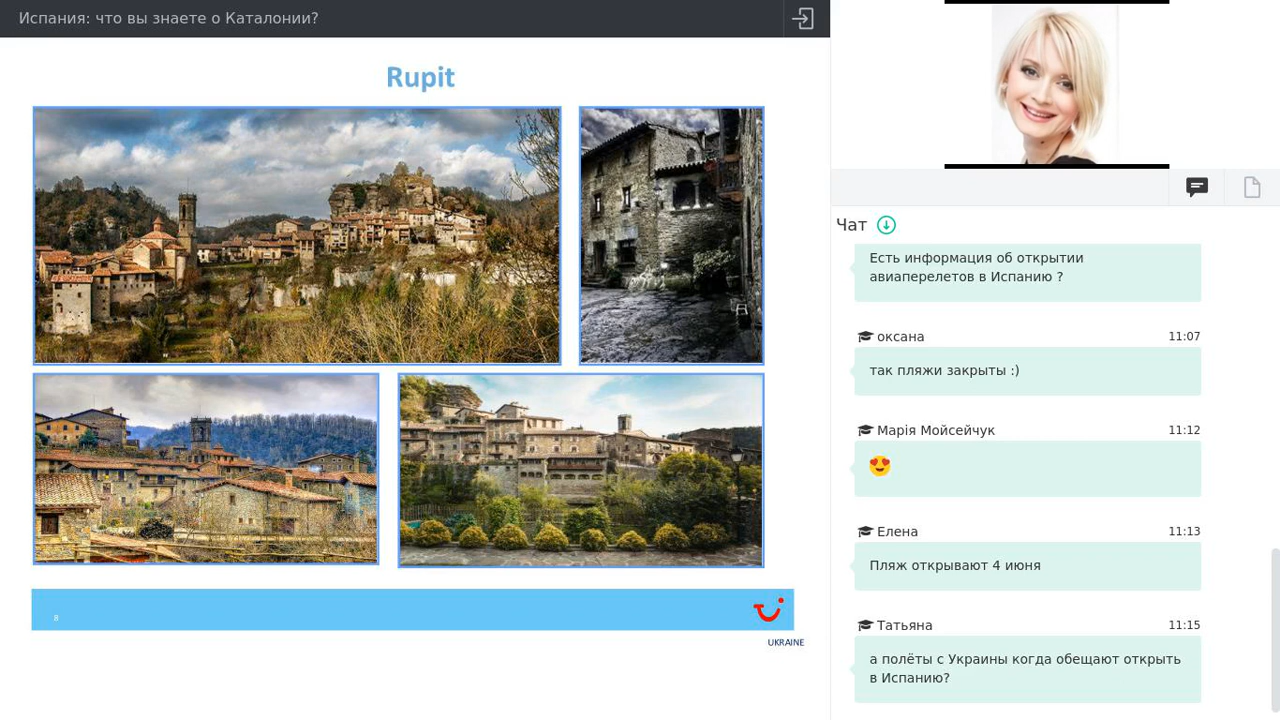 Испания: что вы знаете о Каталонии?
Rupit
8
UKRAINE
Чат
Есть информация об открытии
авиаперелетов в Испанию ?
оксана 11:07
так пляжи закрыты :)
Марія Мойсейчук 11:12
😍
Елена 11:13
Пляж открывают 4 июня
Татьяна 11:15
а полёты с Украины когда обещают открыть
в Испанию?